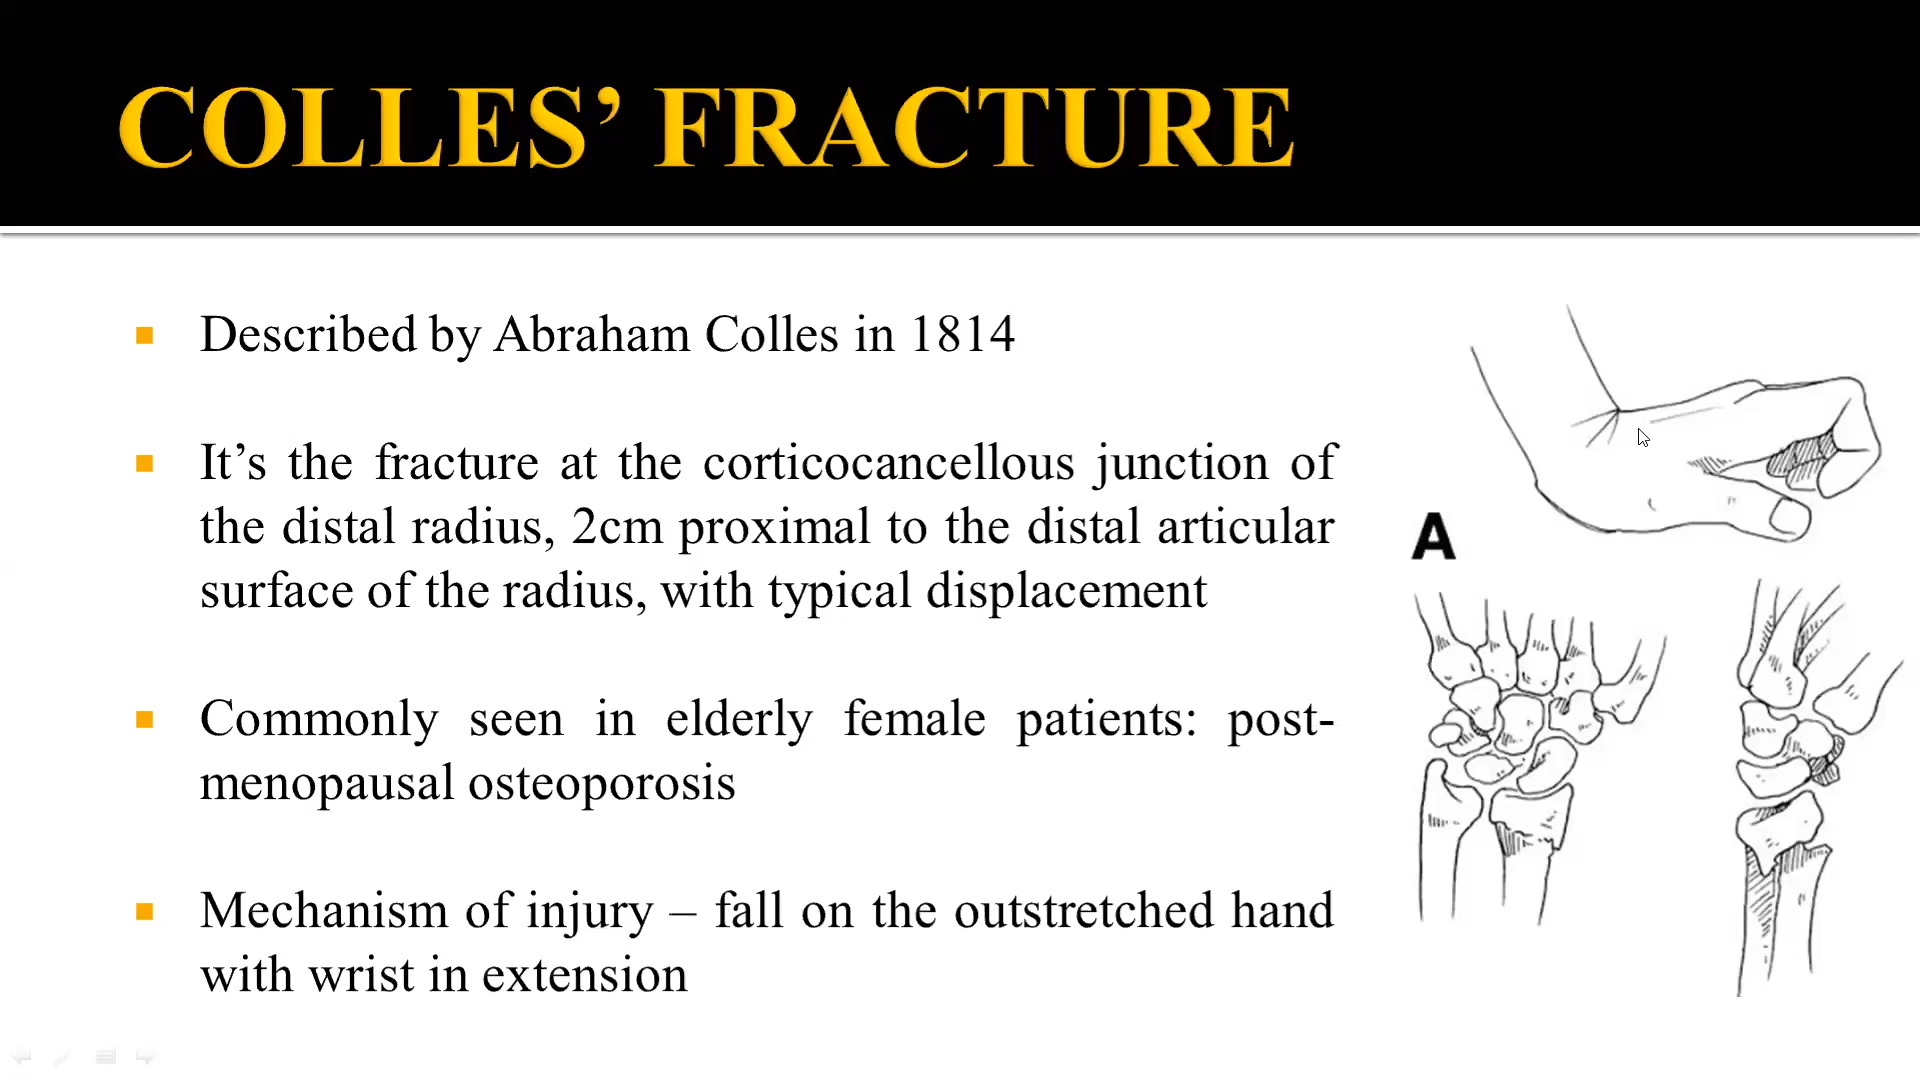 COLLES’ FRACTURE
Described by Abraham Colles in 1814
It’s the fracture at the corticocancellous junction of
the distal radius, 2cm proximal to the distal articular
surface of the radius, with typical displacement
Commonly seen in elderly female patients: post-
menopausal osteoporosis
Mechanism of injury – fall on the outstretched hand
with wrist in extension
A